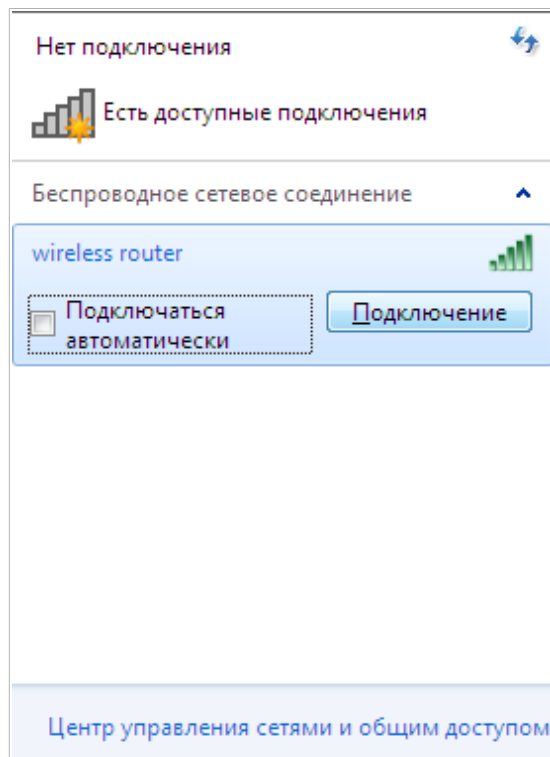 Нет подключения
Есть доступные подключения
Беспроводное сетевое соединение
wireless router
Подключаться
автоматически
Подключение
Центр управления сетями и общим доступом